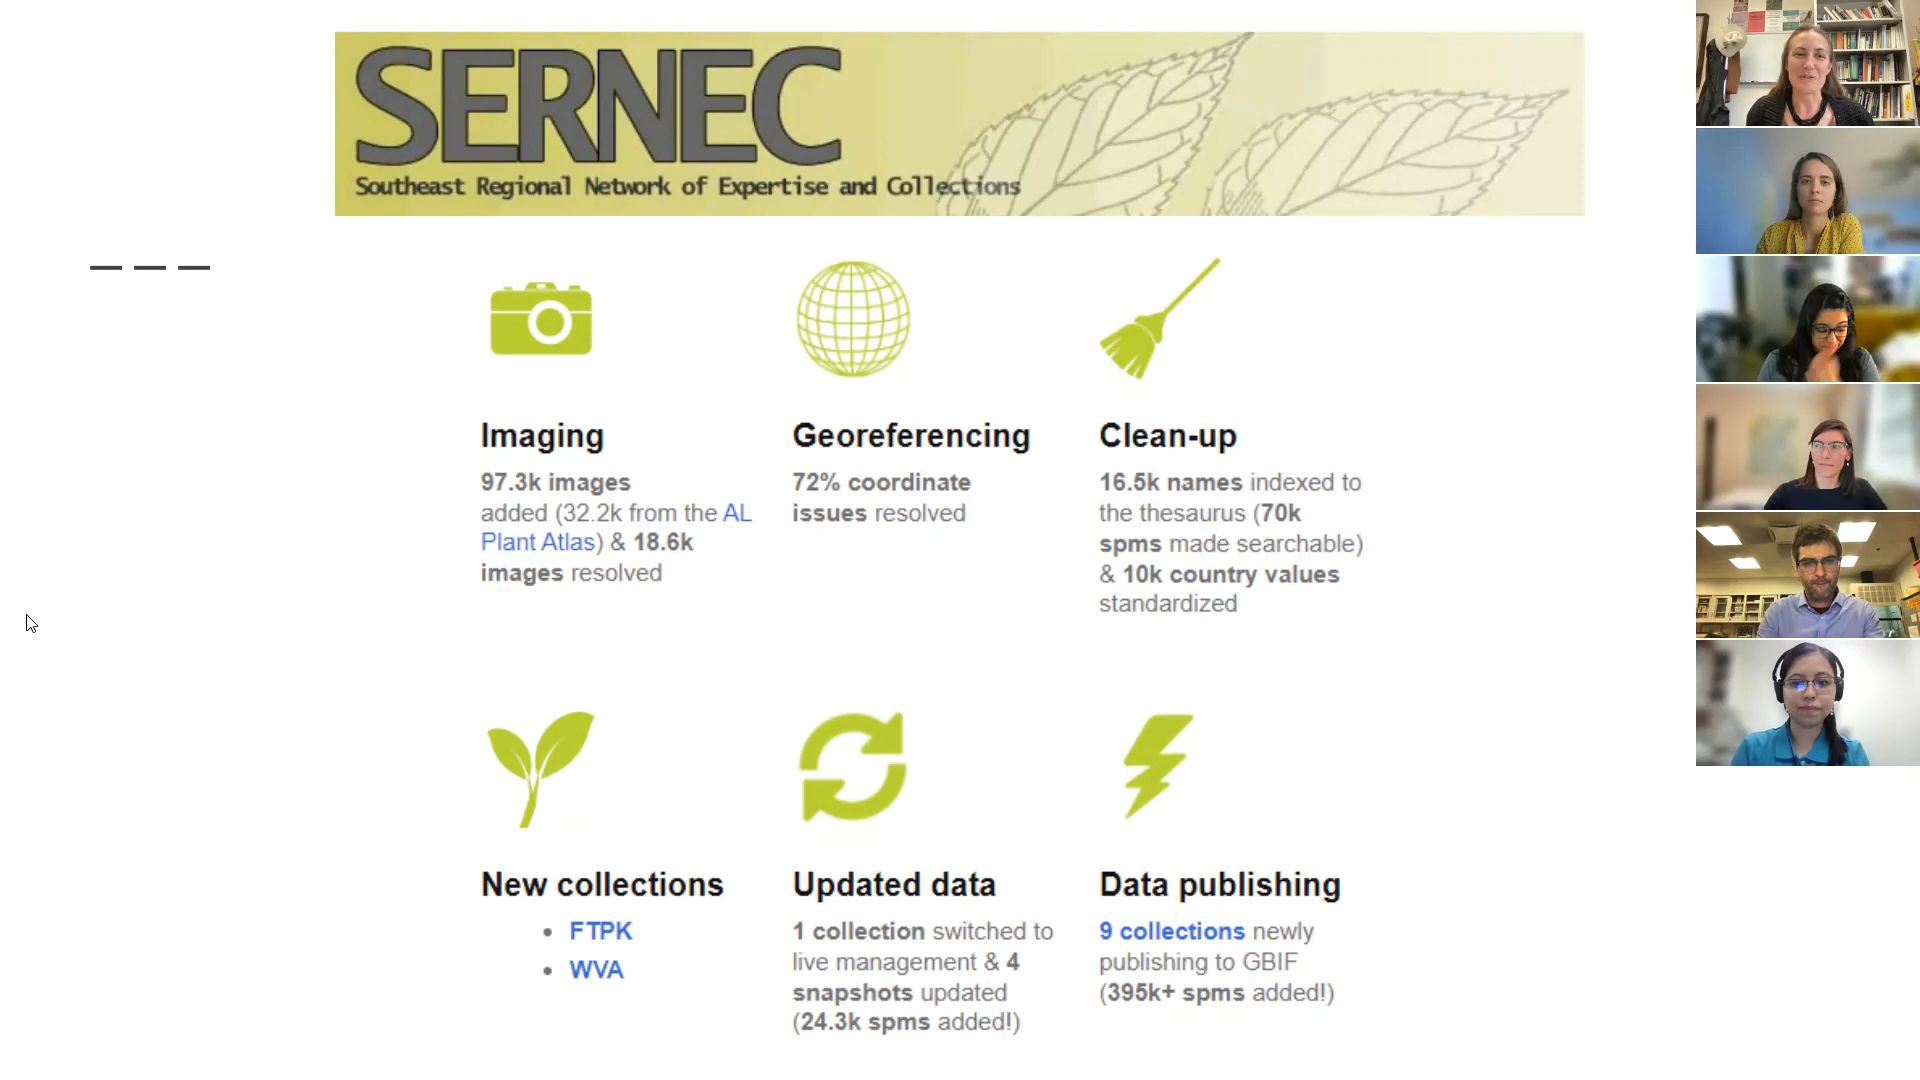 SERNEC
Southeast Regional Network of Expertise and Collections
Imaging
97.3k images
added (32.2k from the AL
Plant Atlas) & 18.6k
images resolved
Georeferencing
72% coordinate
issues resolved
Clean-up
16.5k names indexed to
the thesaurus (70k
spms made searchable)
& 10k country values
standardized
New collections
• FTPK
• WVA
Updated data
1 collection switched to
live management & 4
snapshots updated
(24.3k spms added!)
Data publishing
9 collections newly
publishing to GBIF
(395k+ spms added!)